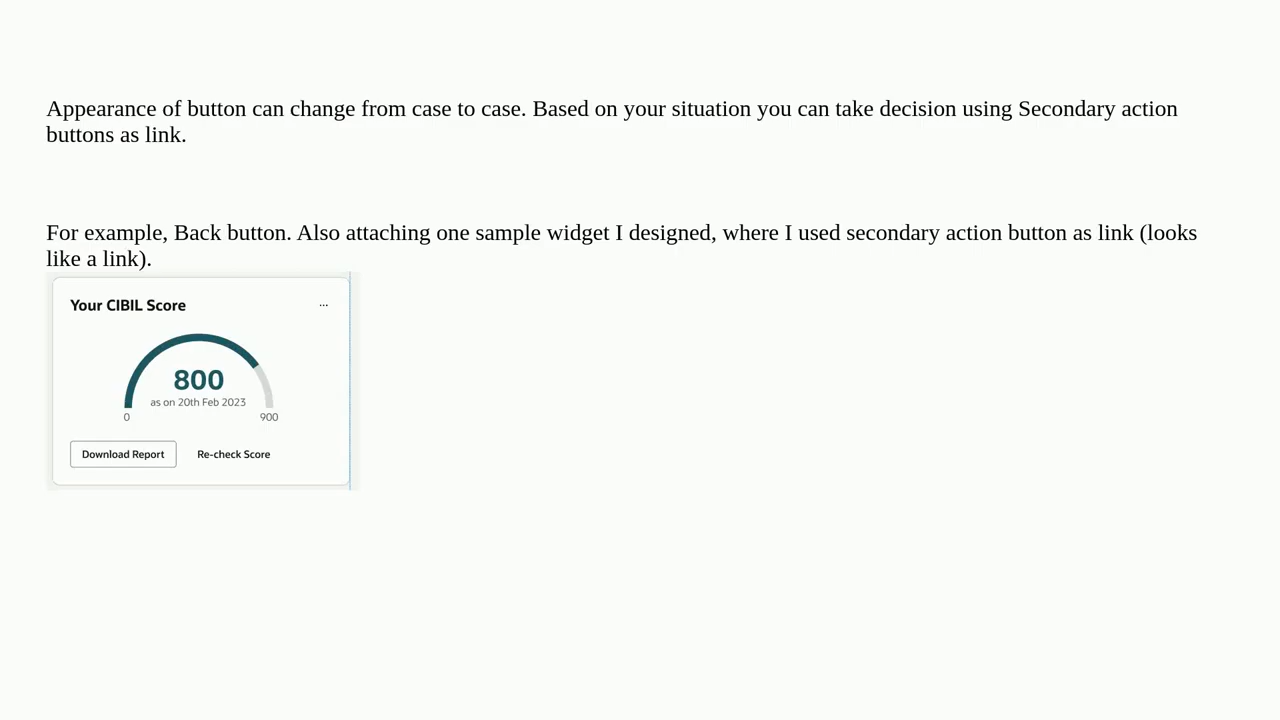 Appearance of button can change from case to case. Based on your situation you can take decision using Secondary action
buttons as link.
For example, Back button. Also attaching one sample widget I designed, where I used secondary action button as link (looks
like a link).
Your CIBIL Score ...
800
as on 20th Feb 2023
0 900
Download Report Re-check Score